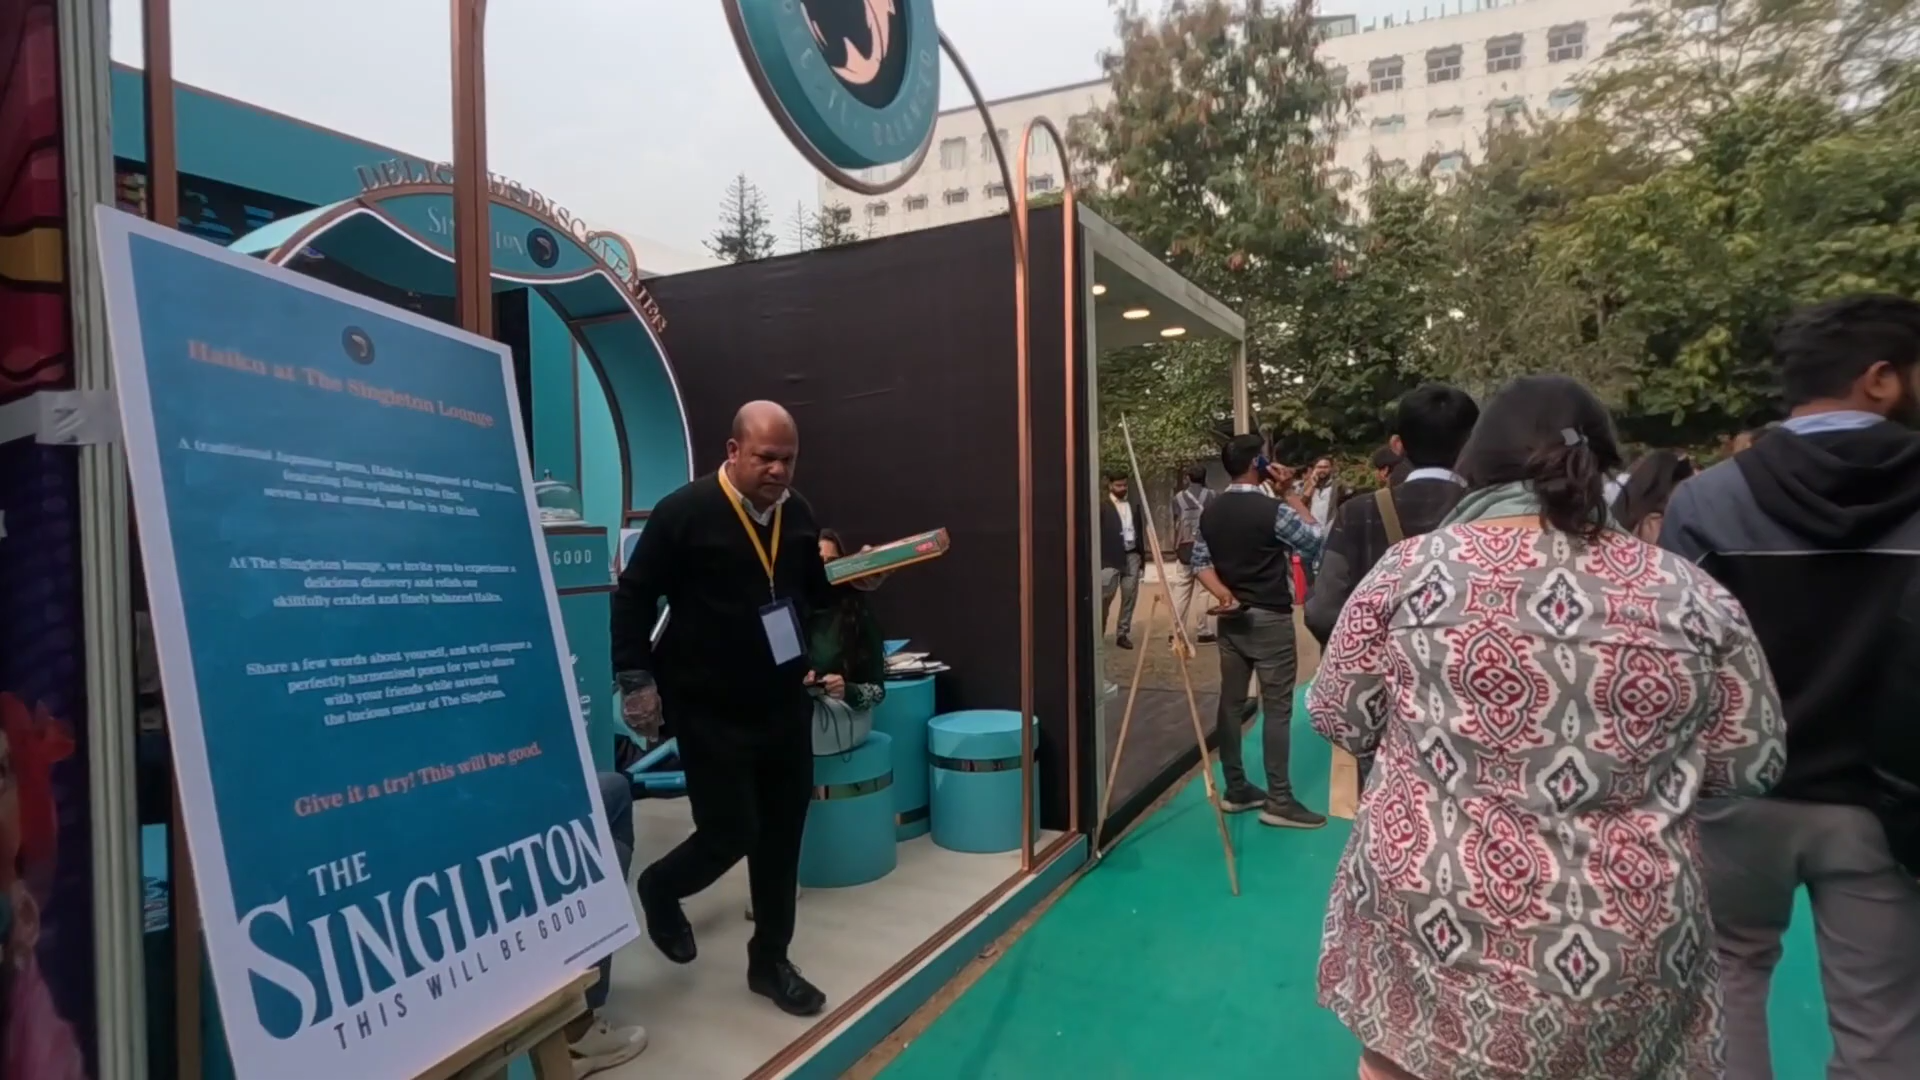 Haiku at The Singleton Lounge
A traditional Japanese poem, Haiku is composed of three lines,
featuring five syllables in the first,
seven in the second, and five in the third.
At The Singleton lounge, we invite you to experience a
delicious discovery and relish our
skillfully crafted and finely balanced Haiku.
Share a few words about yourself, and we'll compose a
perfectly harmonised poem for you to share
with your friends while savouring
the luscious nectar of The Singleton.
Give it a try! This will be good.
THE
SINGLETON
THIS WILL BE GOOD
BALANCED
GOOD